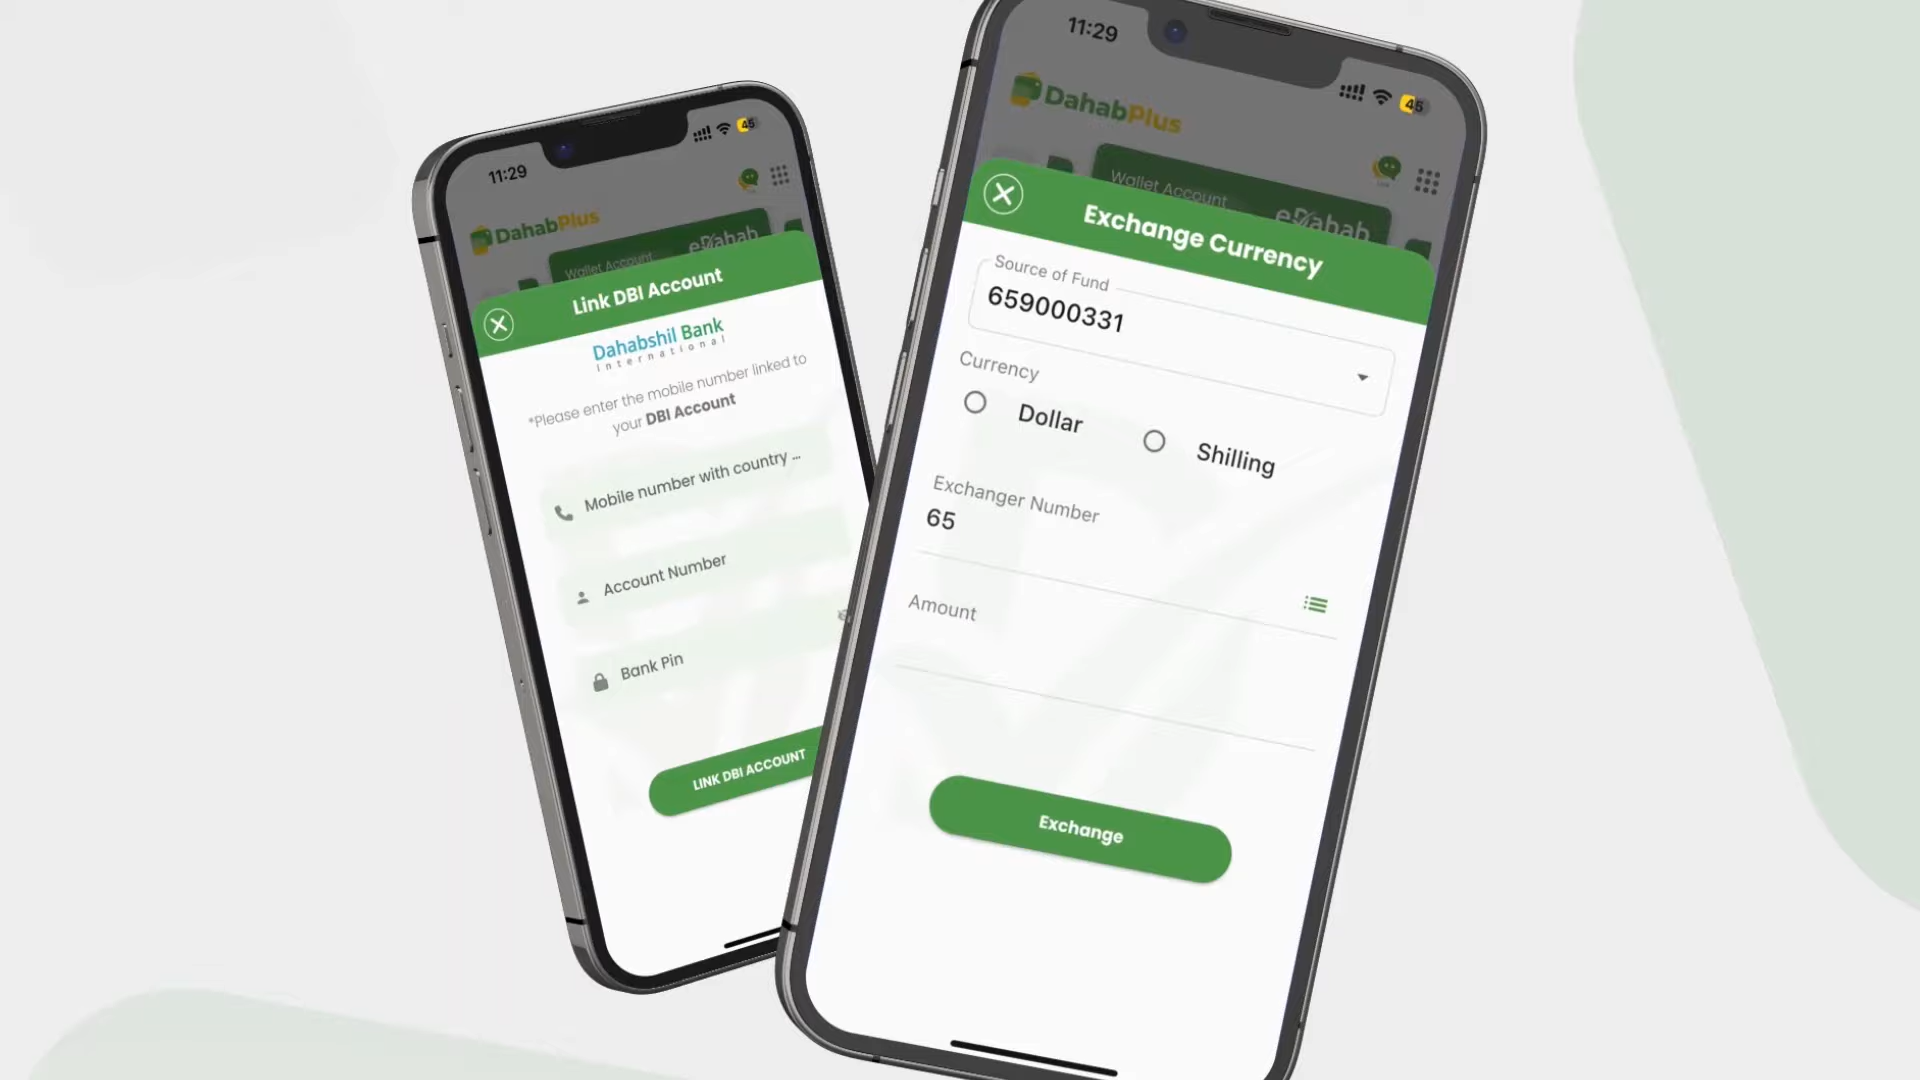 11:29
45
DahabPlus
Wallet Account
eDahab
Link DBI Account
Dahabshil Bank
International
*Please enter the mobile number linked to
your DBI Account
Mobile number with country ...
Account Number
Bank Pin
LINK DBI ACCOUNT
11:29
45
DahabPlus
Wallet Account
eDahab
Exchange Currency
Source of Fund
659000331
Currency
Dollar
Shilling
Exchanger Number
65
Amount
Exchange